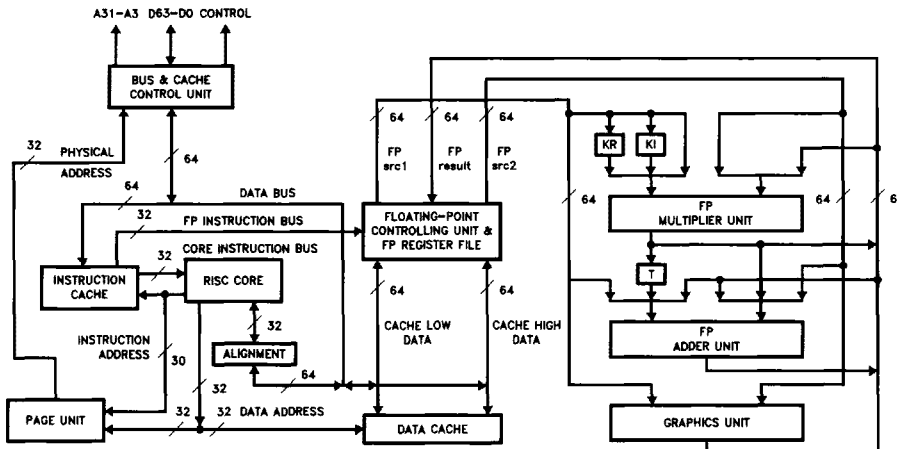 A31-A3 D63-D0 CONTROL
BUS & CACHE
CONTROL UNIT
32
PHYSICAL
ADDRESS
64
64
DATA BUS
32
FP INSTRUCTION BUS
CORE INSTRUCTION BUS
32
INSTRUCTION
CACHE
RISC CORE
INSTRUCTION
ADDRESS
30
32
ALIGNMENT
64
32
PAGE UNIT
32
32
DATA ADDRESS
DATA CACHE
64
64
64
FP
src1
FP
result
FP
src2
FLOATING-POINT
CONTROLLING UNIT &
FP REGISTER FILE
64
64
CACHE LOW
DATA
CACHE HIGH
DATA
KR
KI
64
64
6
FP
MULTIPLIER UNIT
T
FP
ADDER UNIT
GRAPHICS UNIT